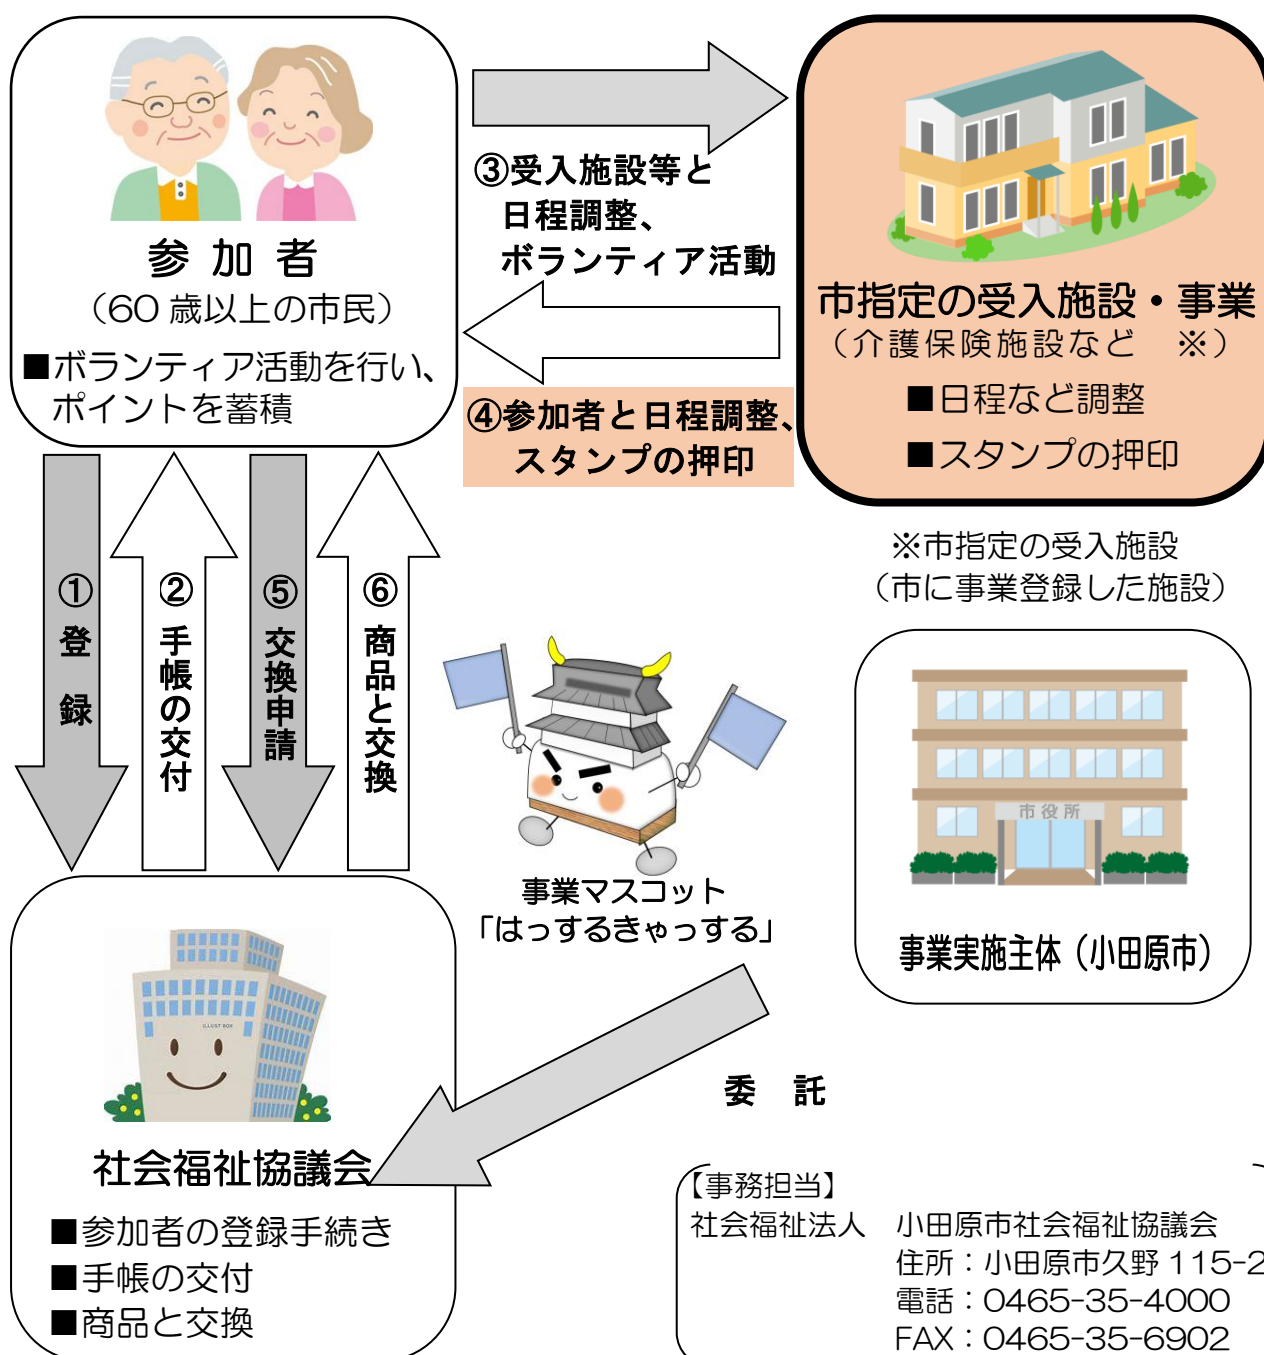 参加者
（60 歳以上の市民）
■ボランティア活動を行い、
ポイントを蓄積
③受入施設等と
日程調整、
ボランティア活動
④参加者と日程調整、
スタンプの押印
市指定の受入施設・事業
（介護保険施設など　※）
■日程など調整
■スタンプの押印
※市指定の受入施設
（市に事業登録した施設）
①登録
②手帳の交付
⑤交換申請
⑥商品と交換
事業マスコット
「はっするきゃっする」
市役所
事業実施主体（小田原市）
委　託
ILLUST BOX
社会福祉協議会
■参加者の登録手続き
■手帳の交付
■商品と交換
【事務担当】
社会福祉法人　小田原市社会福祉協議会
住所：小田原市久野 115-2
電話：0465-35-4000
FAX：0465-35-6902